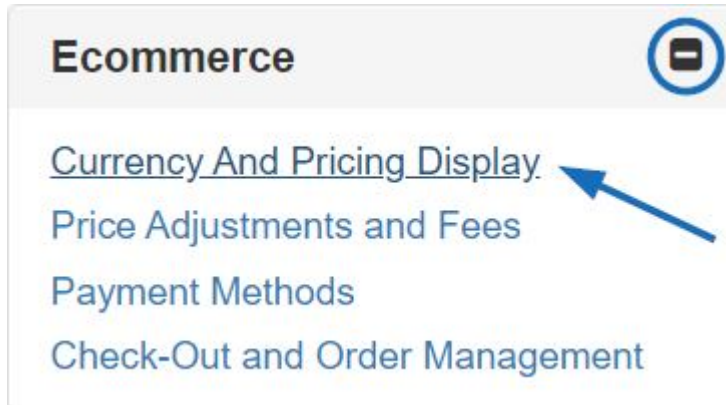 Ecommerce
Currency And Pricing Display
Price Adjustments and Fees
Payment Methods
Check-Out and Order Management